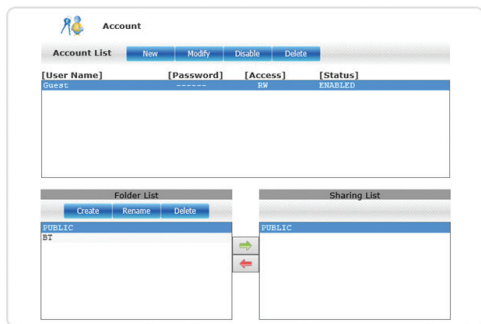 Account
Account List New Modify Disable Delete
[User Name] [Password] [Access] [Status]
Guest ------ RW ENABLED
Folder List Sharing List
Create Rename Delete
PUBLIC PUBLIC
BT